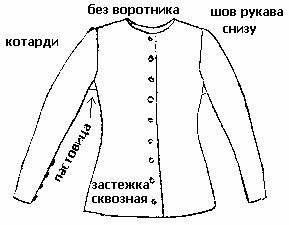 без воротника
шов рукава
снизу
котарди
ластовица
застежка
сквозная